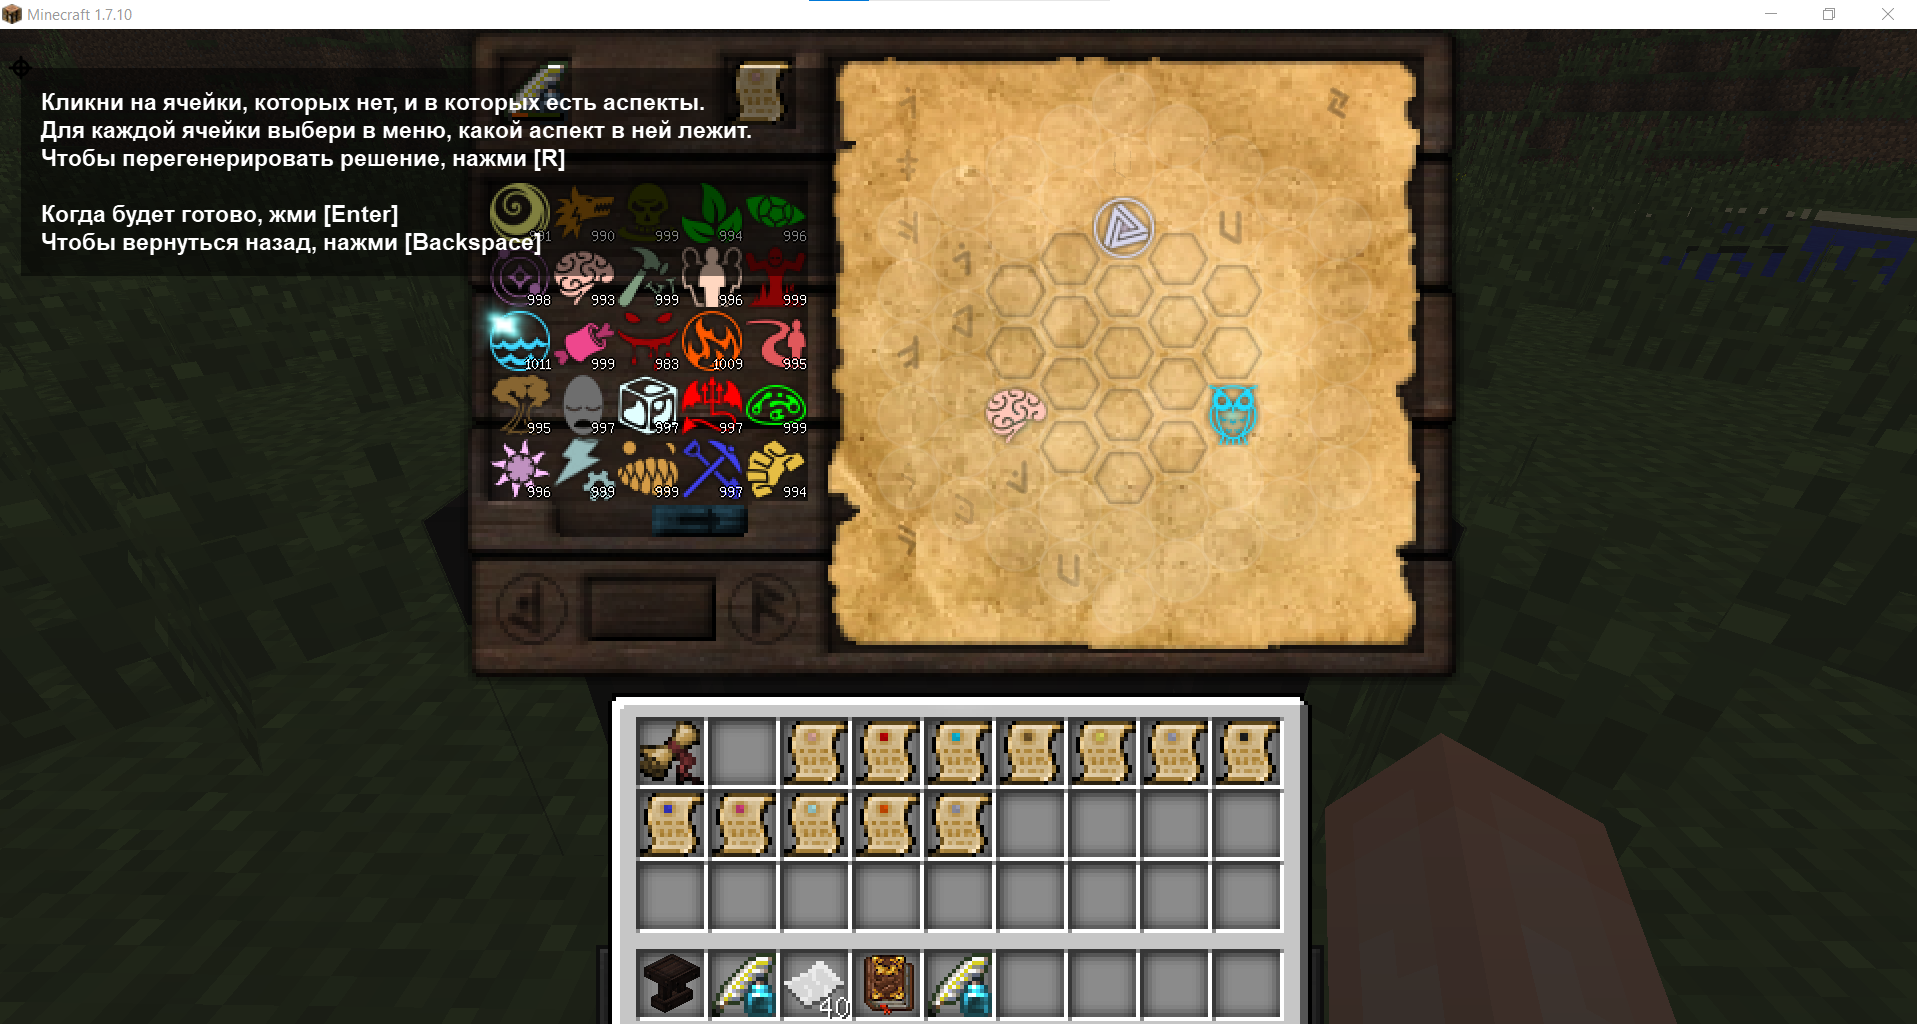 Minecraft 1.7.10
Кликни на ячейки, которых нет, и в которых есть аспекты.
Для каждой ячейки выбери в меню, какой аспект в ней лежит.
Чтобы перегенерировать решение, нажми [R]
Когда будет готово, жми [Enter]
Чтобы вернуться назад, нажми [Backspace]
990 999 994 996
998 993 999 996 999
1011 999 983 1009 995
995 997 997 997 999
996 999 999 997 994
40